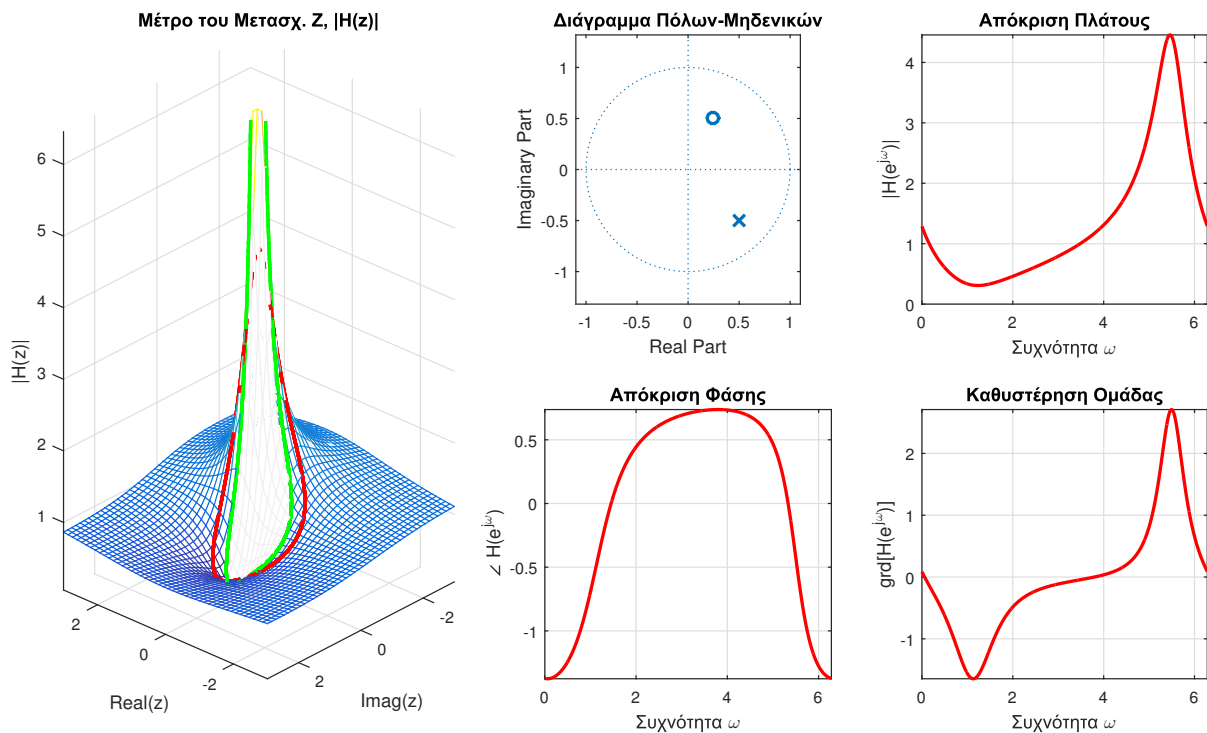 Μέτρο του Μετασχ. Ζ, |H(z)|
|H(z)|
6
5
4
3
2
1
2
0
-2
Real(z)
2
0
-2
Imag(z)
Διάγραμμα Πόλων-Μηδενικών
Imaginary Part
1
0.5
0
-0.5
-1
-1
-0.5
0
0.5
1
Real Part
Απόκριση Πλάτους
|H(e^{jω})|
4
3
2
1
0
0
2
4
6
Συχνότητα ω
Απόκριση Φάσης
∠ H(e^{jω})
0.5
0
-0.5
-1
0
2
4
6
Συχνότητα ω
Καθυστέρηση Ομάδας
grd[H(e^{jω})]
2
1
0
-1
0
2
4
6
Συχνότητα ω